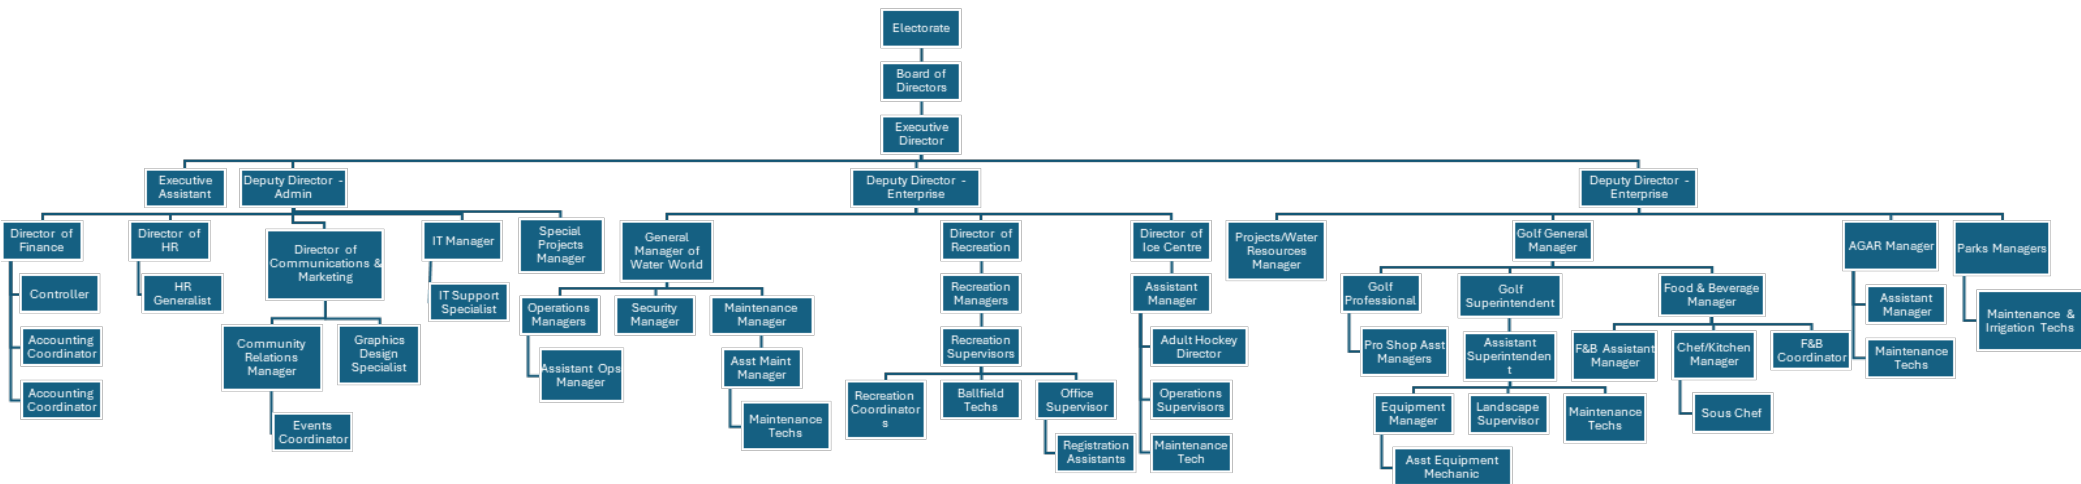 Electorate
Board of
Directors
Executive
Director
Executive
Assistant
Deputy Director -
Admin
Deputy Director -
Enterprise
Deputy Director -
Enterprise
Director of
Finance
Director of
HR
Director of
Communications &
Marketing
IT Manager
Special
Projects
Manager
General
Manager of
Water World
Director of
Recreation
Director of
Ice Centre
Projects/Water
Resources
Manager
Golf General
Manager
AGAR Manager
Parks Managers
Controller
Accounting
Coordinator
Accounting
Coordinator
HR
Generalist
Community
Relations
Manager
Graphics
Design
Specialist
Events
Coordinator
IT Support
Specialist
Operations
Managers
Security
Manager
Maintenance
Manager
Assistant Ops
Manager
Asst Maint
Manager
Maintenance
Techs
Recreation
Managers
Recreation
Supervisors
Recreation
Coordinator
s
Ballfield
Techs
Office
Supervisor
Registration
Assistants
Assistant
Manager
Adult Hockey
Director
Operations
Supervisors
Maintenance
Tech
Golf
Professional
Golf
Superintendent
Food & Beverage
Manager
Pro Shop Asst
Managers
Assistant
Superintenden
t
F&B Assistant
Manager
Chef/Kitchen
Manager
F&B
Coordinator
Equipment
Manager
Landscape
Supervisor
Maintenance
Techs
Sous Chef
Asst Equipment
Mechanic
Assistant
Manager
Maintenance
Techs
Maintenance &
Irrigation Techs